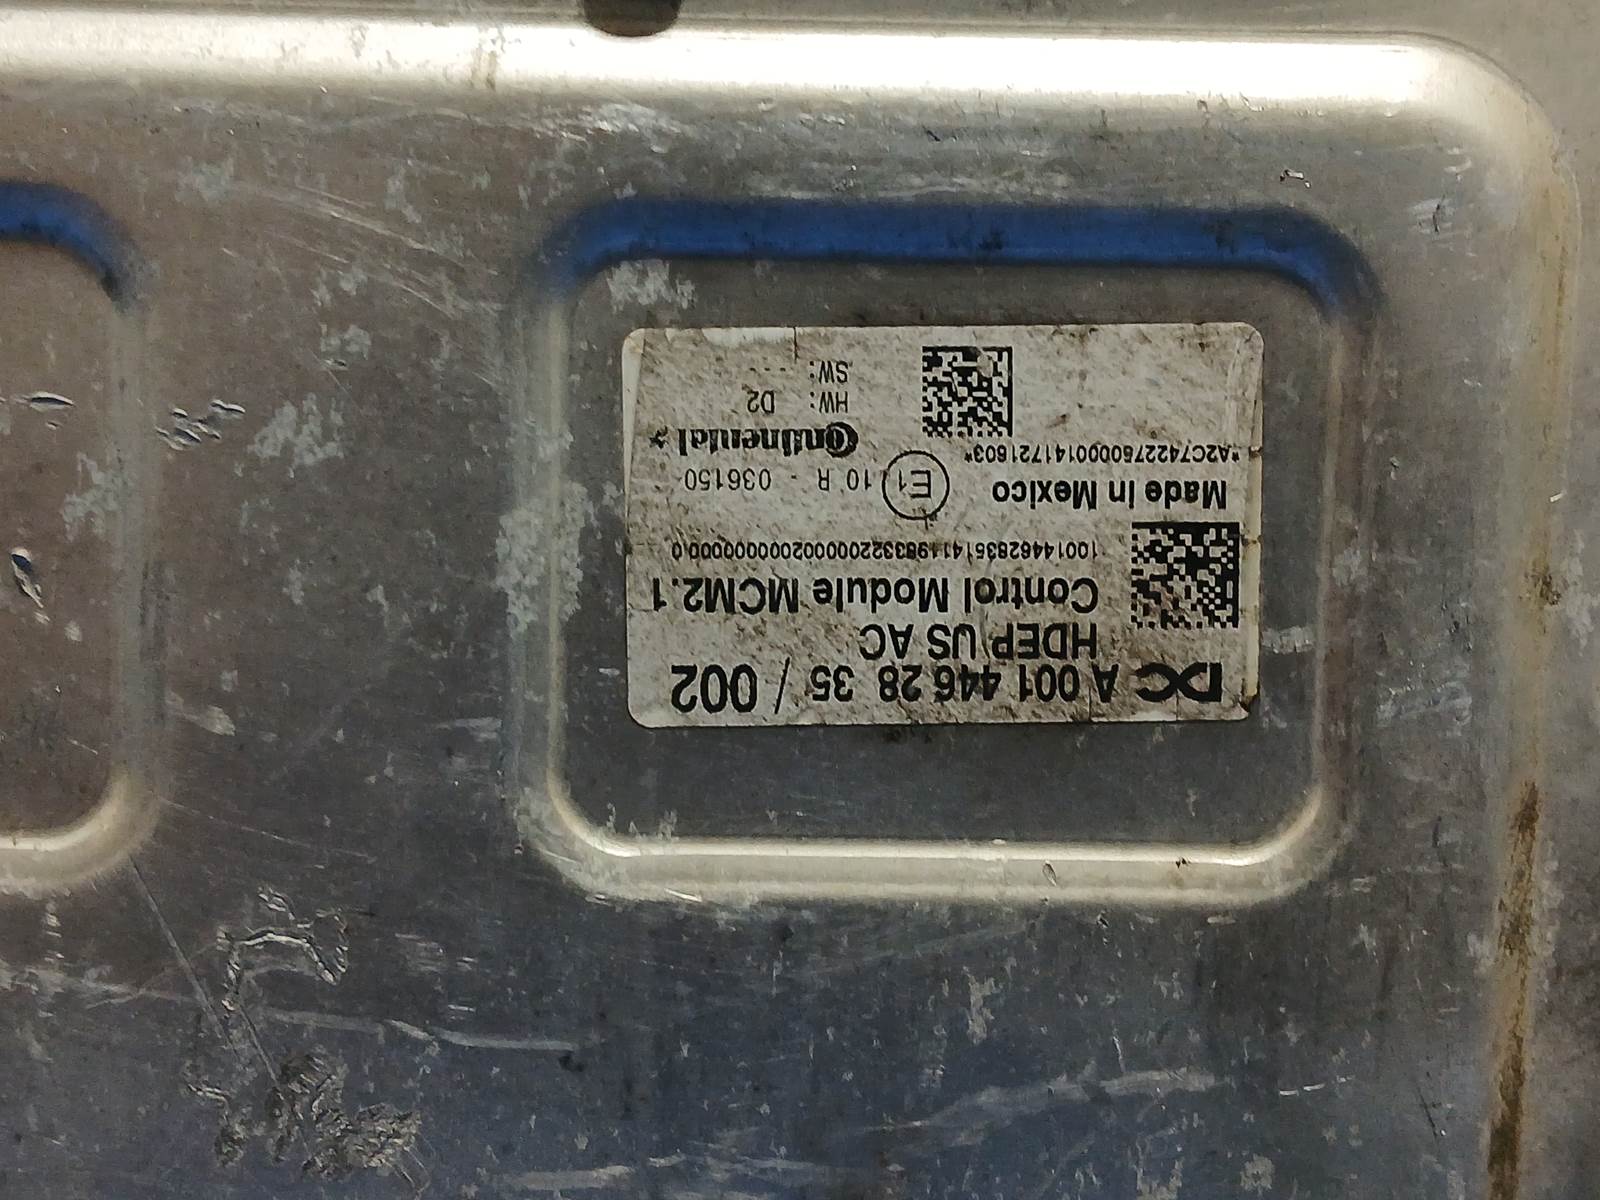 DC A 001 446 28 35 / 002
HDEP US AC
Control Module MCM2.1
10014462835141198332200000200000000.0
Made in Mexico
E1 10 R - 036150
*A2C7422760000141721603*
Continental
HW: D2
SW: ---